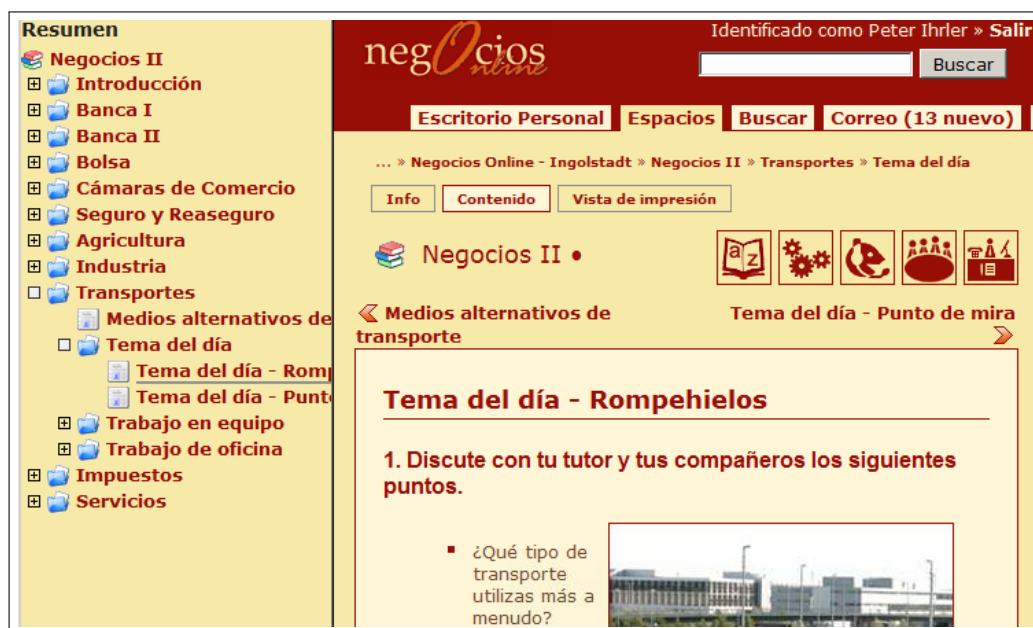 Resumen
Negocios II
Introducción
Banca I
Banca II
Bolsa
Cámaras de Comercio
Seguro y Reaseguro
Agricultura
Industria
Transportes
Medios alternativos de
Tema del día
Tema del día - Romp
Tema del día - Punt
Trabajo en equipo
Trabajo de oficina
Impuestos
Servicios
negOcios
online
Identificado como Peter Ihrler » Salir
Buscar
Escritorio Personal Espacios Buscar Correo (13 nuevo)
... » Negocios Online - Ingolstadt » Negocios II » Transportes » Tema del día
Info Contenido Vista de impresión
Negocios II •
a z
Medios alternativos de
transporte
Tema del día - Punto de mira
Tema del día - Rompehielos
1. Discute con tu tutor y tus compañeros los siguientes
puntos.
¿Qué tipo de
transporte
utilizas más a
menudo?